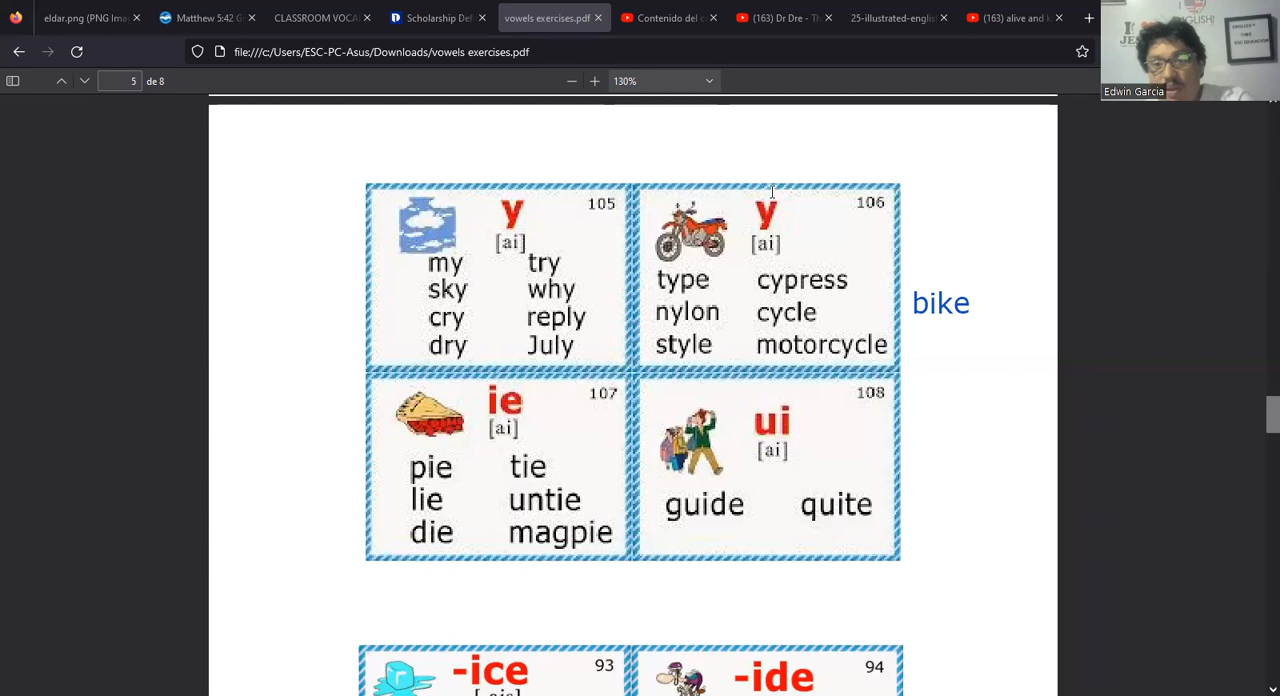 eldar.png (PNG Ima
Matthew 5:42 G
CLASSROOM VOCA
Scholarship Def
vowels exercises.pdf
Contenido del c
(163) Dr Dre - Th
25-illustrated-engli
(163) alive and k
file:///c:/Users/ESC-PC-Asus/Downloads/vowels exercises.pdf
5 de 8
130%
Edwin Garcia
y 105
[ai]
my try
sky why
cry reply
dry July
y 106
[ai]
type cypress
nylon cycle
style motorcycle
bike
ie 107
[ai]
pie tie
lie untie
die magpie
108
ui
[ai]
guide quite
-ice 93
-ide 94